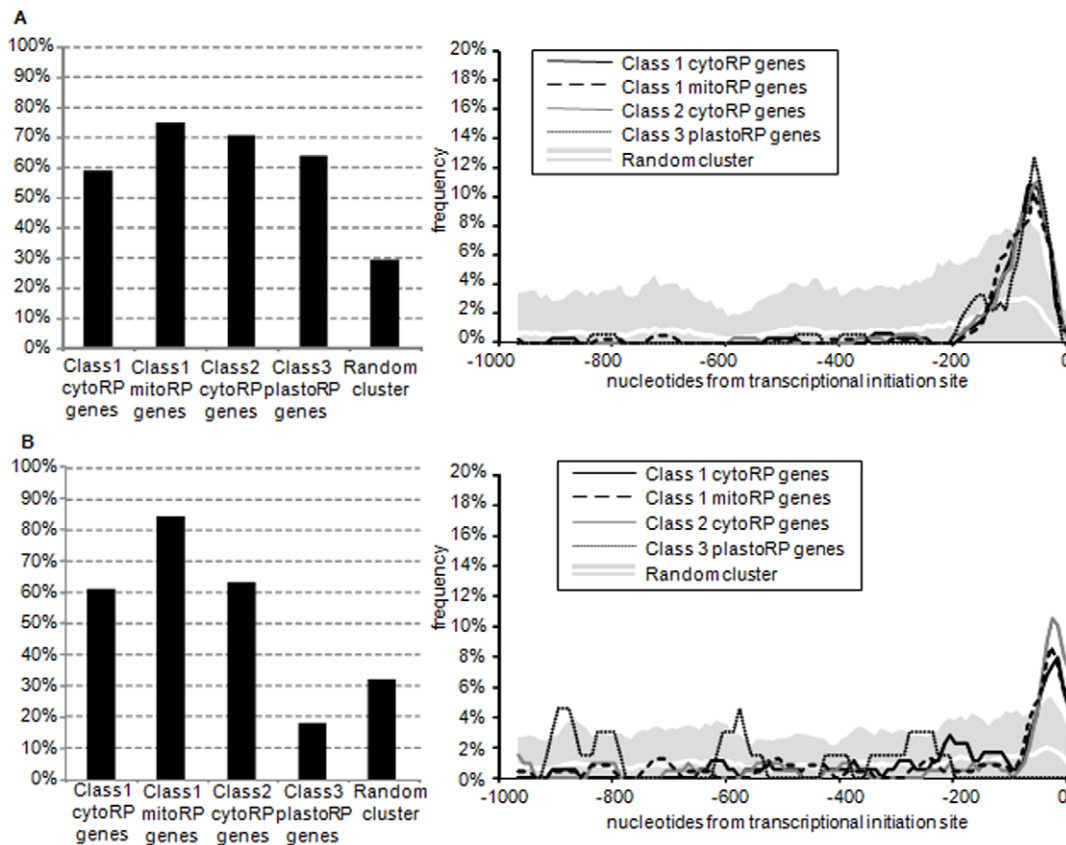 A
100%
90%
80%
70%
60%
50%
40%
30%
20%
10%
0%
Class1 cytoRP genes
Class1 mitoRP genes
Class2 cytoRP genes
Class3 plastoRP genes
Random cluster
20%
18%
16%
14%
12%
10%
8%
6%
4%
2%
0%
frequency
Class 1 cytoRP genes
Class 1 mitoRP genes
Class 2 cytoRP genes
Class 3 plastoRP genes
Random cluster
-1000 -800 -600 -400 -200 0
nucleotides from transcriptional initiation site
B
100%
90%
80%
70%
60%
50%
40%
30%
20%
10%
0%
Class1 cytoRP genes
Class1 mitoRP genes
Class2 cytoRP genes
Class3 plastoRP genes
Random cluster
20%
18%
16%
14%
12%
10%
8%
6%
4%
2%
0%
frequency
Class 1 cytoRP genes
Class 1 mitoRP genes
Class 2 cytoRP genes
Class 3 plastoRP genes
Random cluster
-1000 -800 -600 -400 -200 0
nucleotides from transcriptional initiation site